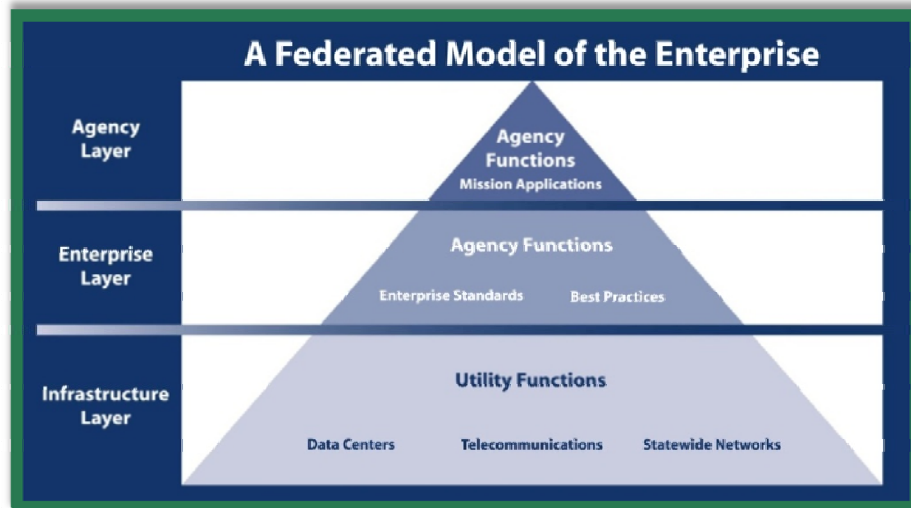 A Federated Model of the Enterprise
Agency
Layer
Agency
Functions
Mission Applications
Enterprise
Layer
Agency Functions
Enterprise Standards
Best Practices
Infrastructure
Layer
Utility Functions
Data Centers
Telecommunications
Statewide Networks